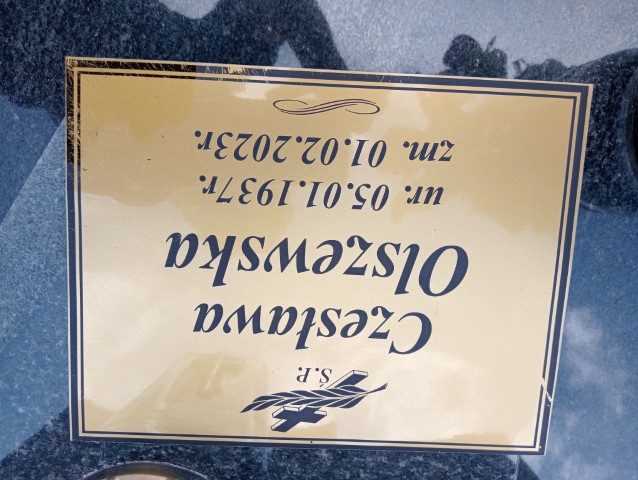 Ś.P.
Czesława
Olszewska
ur. 05.01.1937r.
zm. 01.02.2023r.